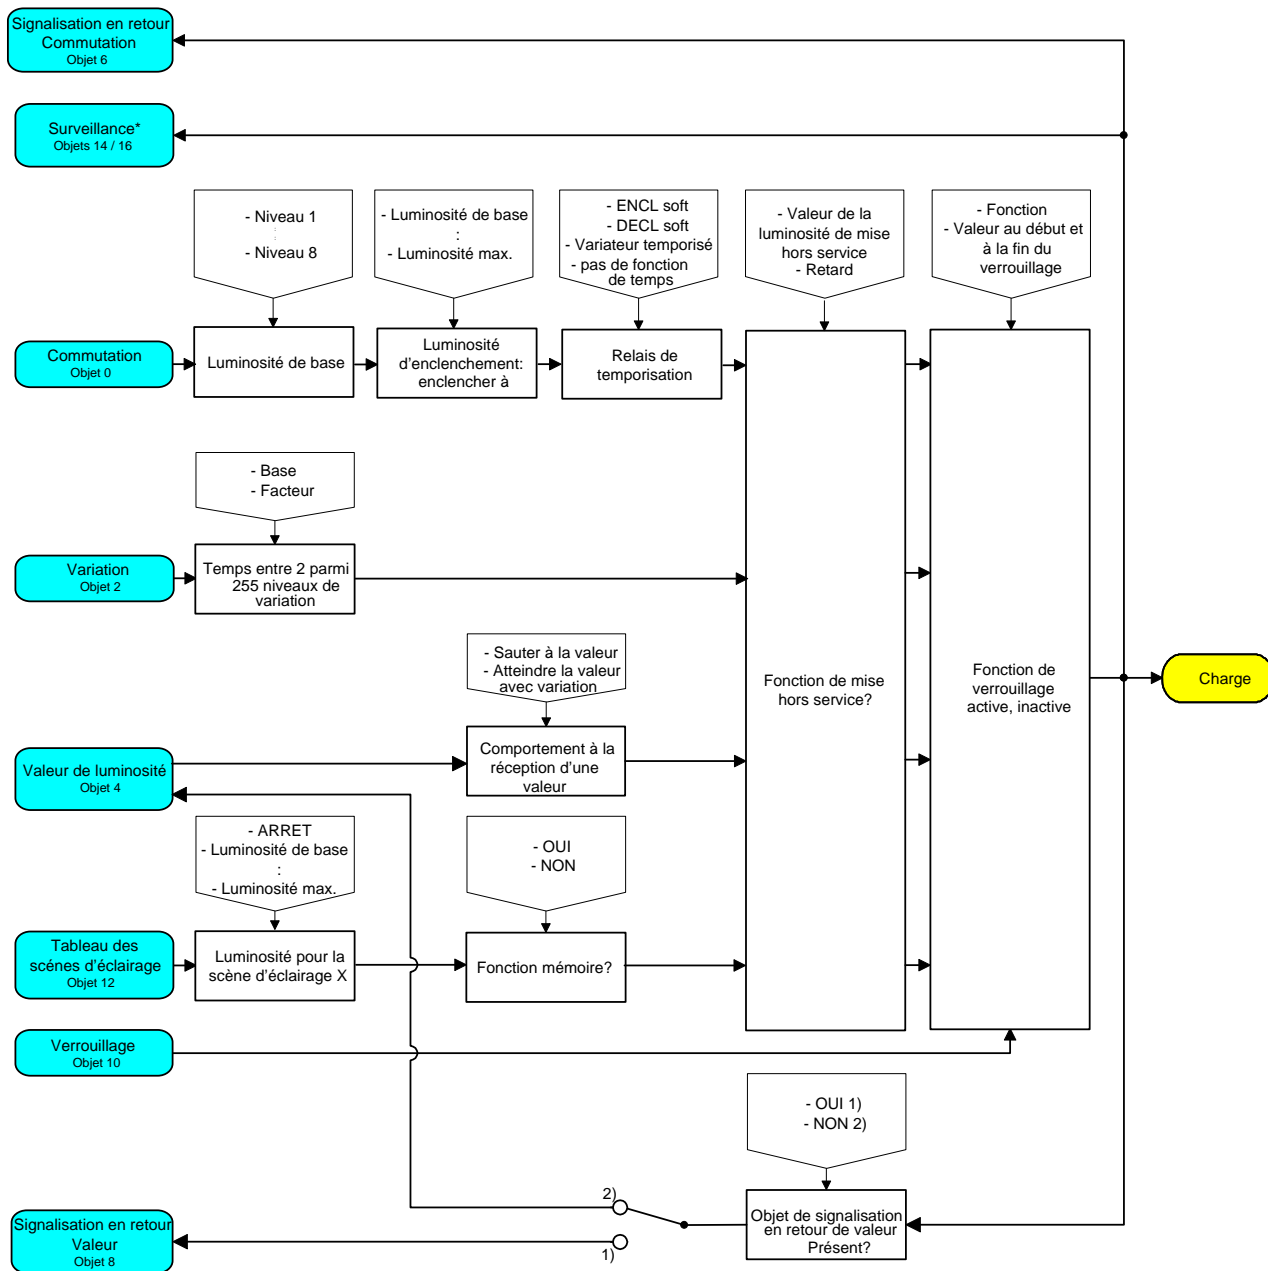 Signalisation en retour
Commutation
Objet 6
Surveillance*
Objets 14 / 16
- Niveau 1
- Niveau 8
- Luminosité de base
:
- Luminosité max.
- ENCL soft
- DECL soft
- Variateur temporisé
- pas de fonction
de temps
- Valeur de la
luminosité de mise
hors service
- Retard
- Fonction
- Valeur au début et
à la fin du
verrouillage
Commutation
Objet 0
Luminosité de base
Luminosité
d'enclenchement:
enclencher à
Relais de
temporisation
- Base
- Facteur
Variation
Objet 2
Temps entre 2 parmi
255 niveaux de
variation
- Sauter à la valeur
- Atteindre la valeur
avec variation
Fonction de mise
hors service?
Fonction de
verrouillage
active, inactive
Charge
Valeur de luminosité
Objet 4
Comportement à la
réception d'une
valeur
- ARRET
- Luminosité de base
:
- Luminosité max.
- OUI
- NON
Tableau des
scénes d'éclairage
Objet 12
Luminosité pour la
scène d'éclairage X
Fonction mémoire?
Verrouillage
Objet 10
- OUI 1)
- NON 2)
2)
Objet de signalisation
en retour de valeur
Présent?
Signalisation en retour
Valeur
Objet 8
1)